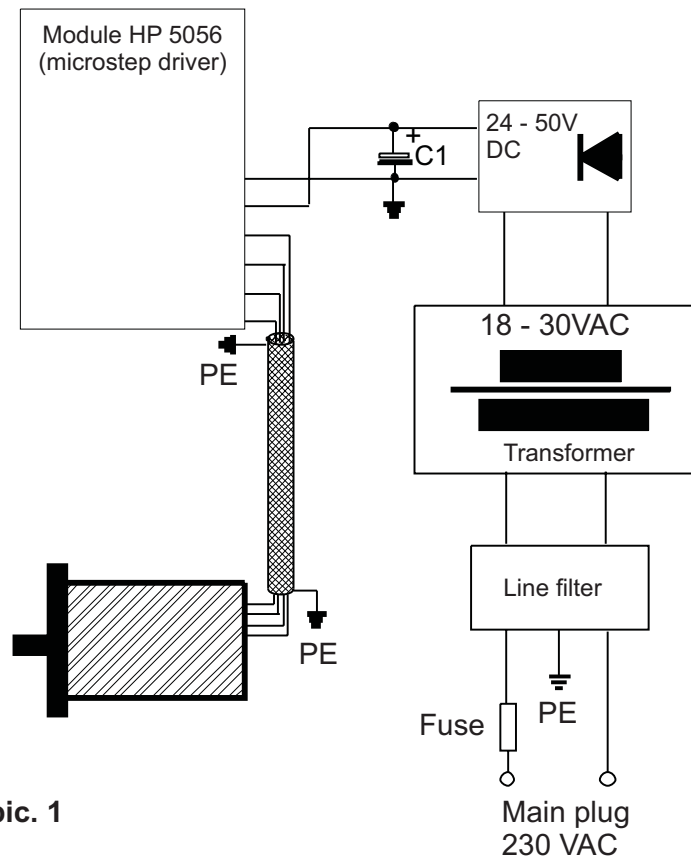 Module HP 5056
(microstep driver)
24 - 50V
DC
+
C1
18 - 30VAC
PE
Transformer
Line filter
PE
PE
Fuse
pic. 1
Main plug
230 VAC